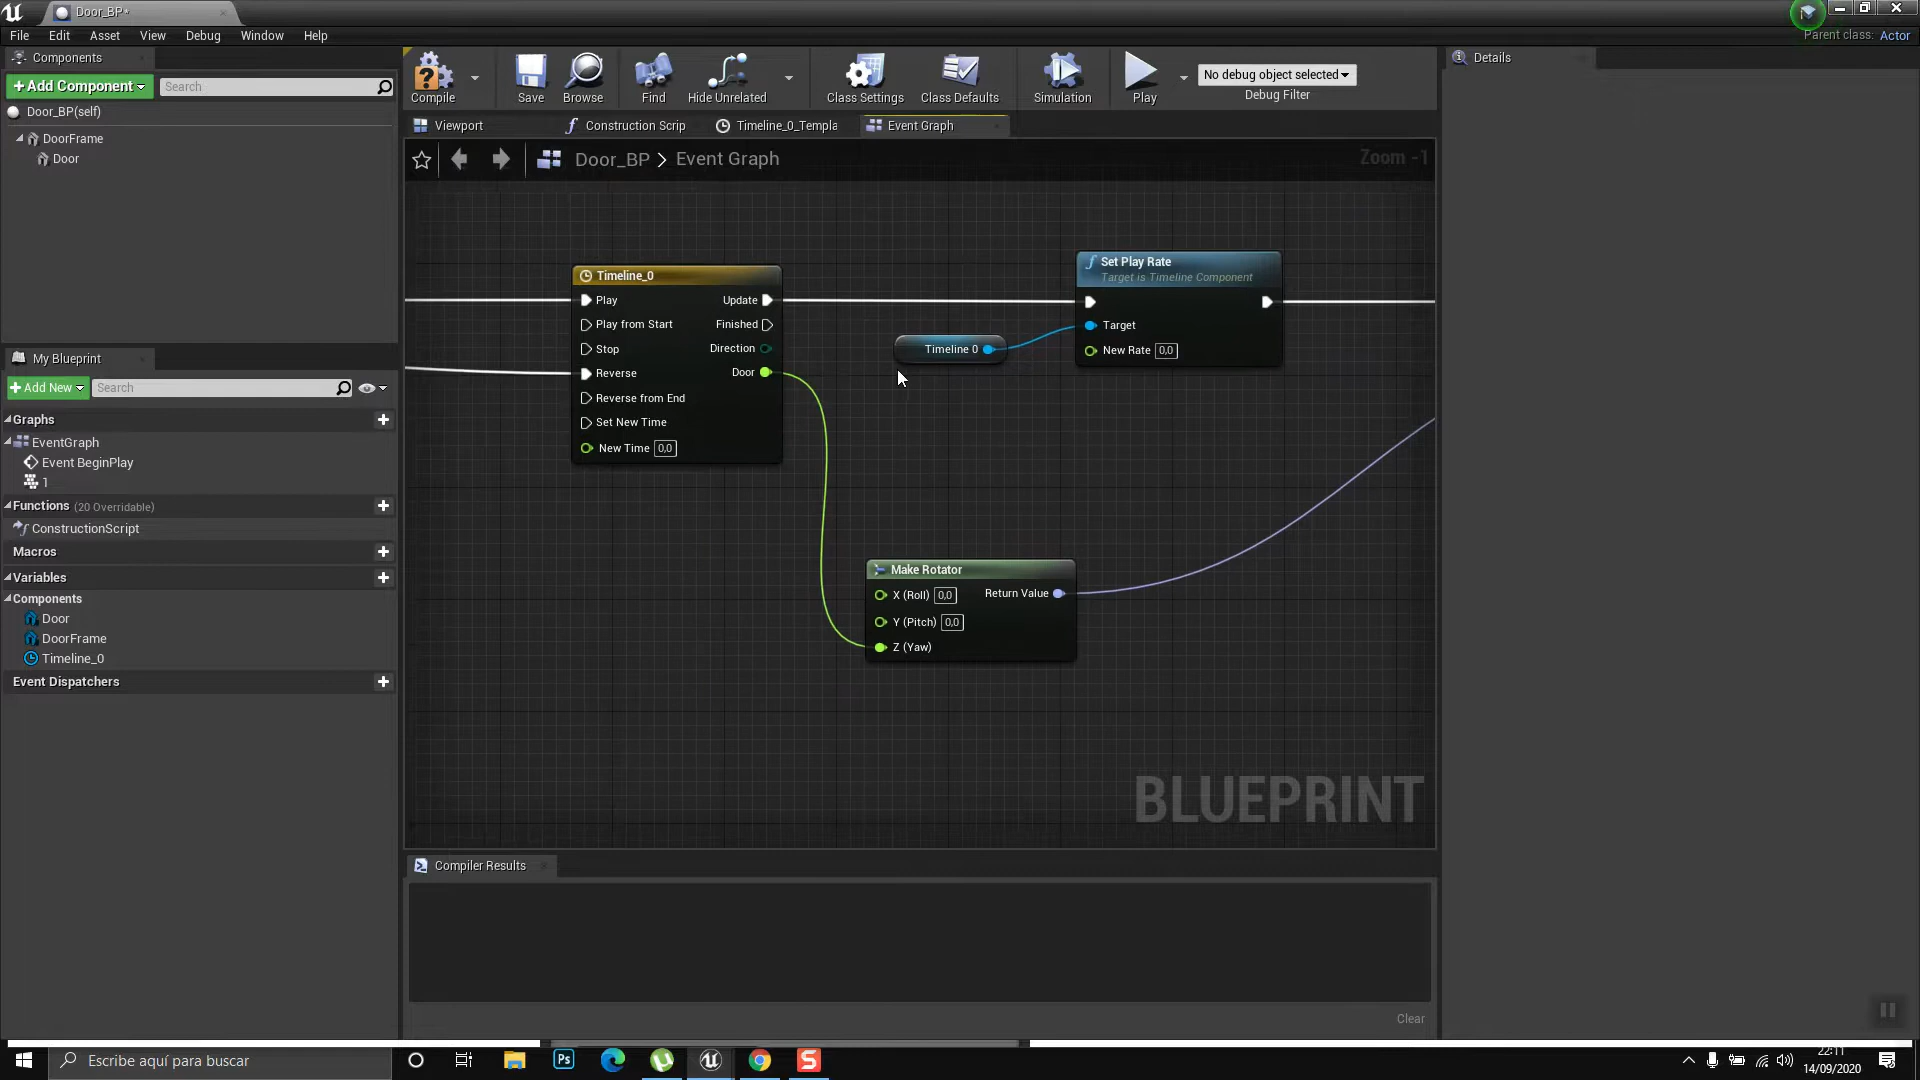 Door_BP*
File Edit Asset View Debug Window Help
Parent class: Actor
Components
+Add Component
Search
Door_BP(self)
DoorFrame
Door
My Blueprint
+Add New
Search
Graphs
EventGraph
Event BeginPlay
1
Functions (20 Overridable)
ConstructionScript
Macros
Variables
Components
Door
DoorFrame
Timeline_0
Event Dispatchers
Compile
Save
Browse
Find
Hide Unrelated
Class Settings
Class Defaults
Simulation
Play
No debug object selected
Debug Filter
Viewport
Construction Scrip
Timeline_0_Templa
Event Graph
Door_BP > Event Graph
Zoom -1
Timeline_0
Play Update
Play from Start Finished
Stop Direction
Reverse Door
Reverse from End
Set New Time
New Time 0,0
Timeline 0
Set Play Rate
Target is Timeline Component
Target
New Rate 0,0
Make Rotator
X (Roll) 0,0 Return Value
Y (Pitch) 0,0
Z (Yaw)
BLUEPRINT
Compiler Results
Clear
Details
Escribe aquí para buscar
Ps
S
22:11
14/09/2020